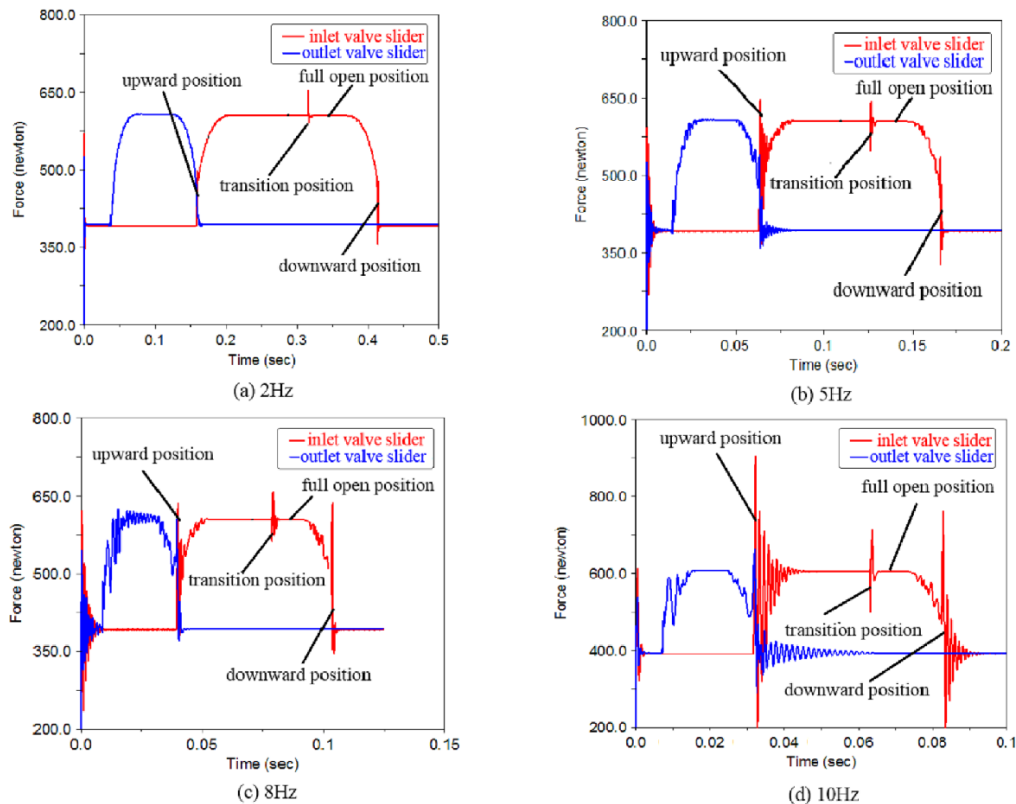 800.0
650.0
500.0
350.0
200.0
Force (newton)
inlet valve slider
outlet valve slider
upward position
full open position
transition position
downward position
0.0
0.1
0.2
0.3
0.4
0.5
Time (sec)
(a) 2Hz
800.0
650.0
500.0
350.0
200.0
Force (newton)
inlet valve slider
outlet valve slider
upward position
full open position
transition position
downward position
0.0
0.05
0.1
0.15
0.2
Time (sec)
(b) 5Hz
800.0
650.0
500.0
350.0
200.0
Force (newton)
inlet valve slider
outlet valve slider
upward position
full open position
transition position
downward position
0.0
0.05
0.1
0.15
Time (sec)
(c) 8Hz
1000.0
800.0
600.0
400.0
200.0
Force (newton)
inlet valve slider
outlet valve slider
upward position
full open position
transition position
downward position
0.0
0.02
0.04
0.06
0.08
0.1
Time (sec)
(d) 10Hz